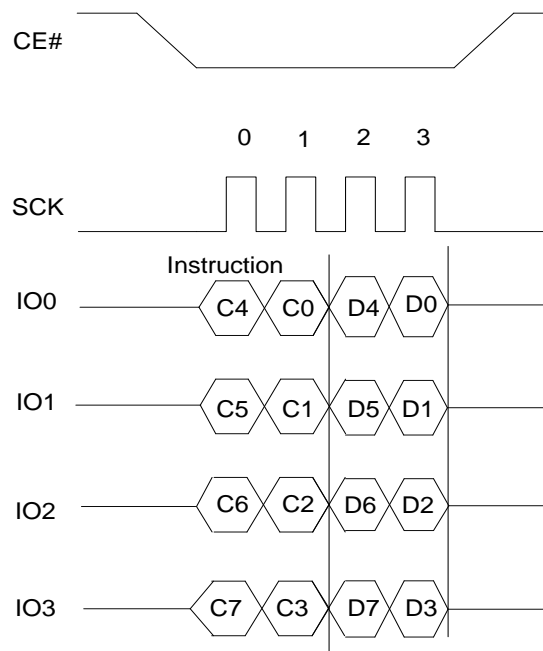 CE#
0 1 2 3
SCK
Instruction
IO0 C4 C0 D4 D0
IO1 C5 C1 D5 D1
IO2 C6 C2 D6 D2
IO3 C7 C3 D7 D3